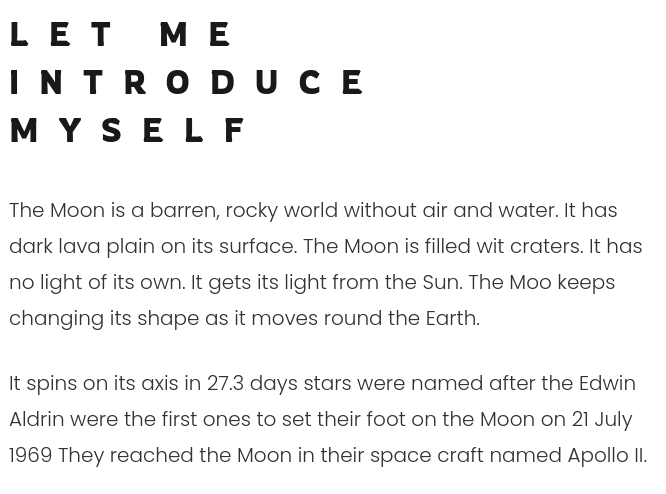 LET ME
INTRODUCE
MYSELF
The Moon is a barren, rocky world without air and water. It has
dark lava plain on its surface. The Moon is filled wit craters. It has
no light of its own. It gets its light from the Sun. The Moo keeps
changing its shape as it moves round the Earth.
It spins on its axis in 27.3 days stars were named after the Edwin
Aldrin were the first ones to set their foot on the Moon on 21 July
1969 They reached the Moon in their space craft named Apollo II.